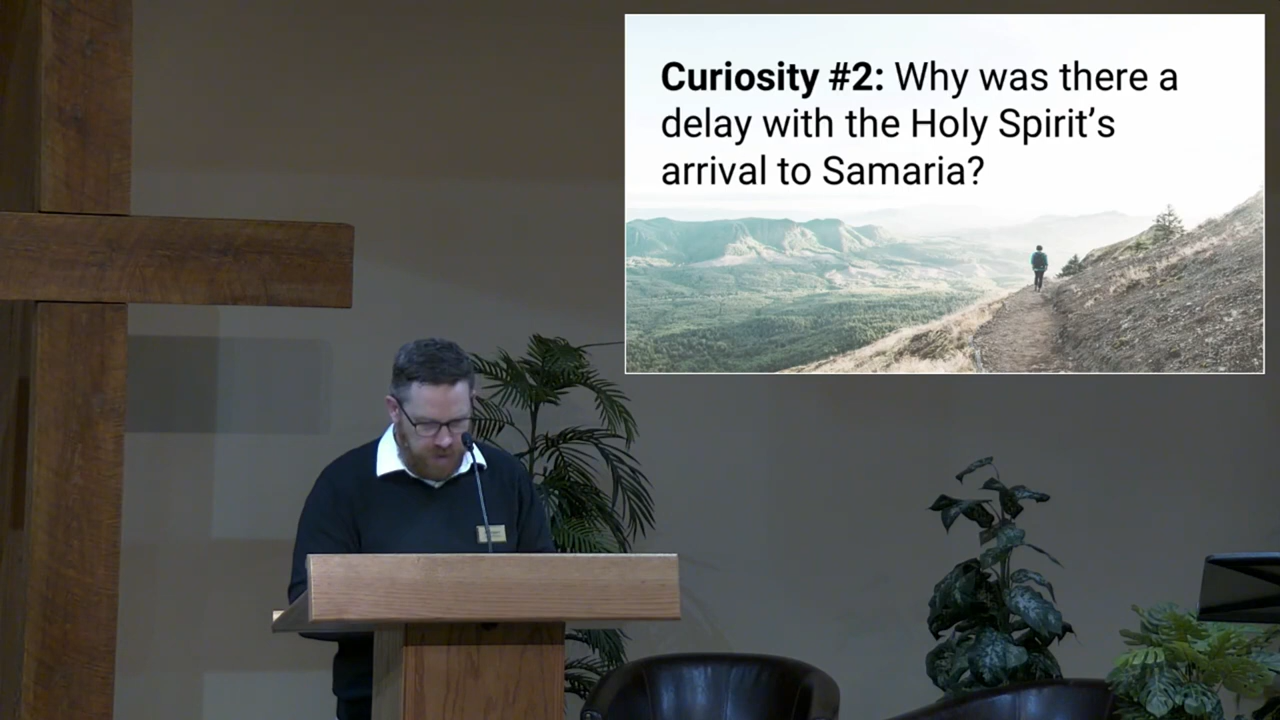 Curiosity #2: Why was there a
delay with the Holy Spirit’s
arrival to Samaria?